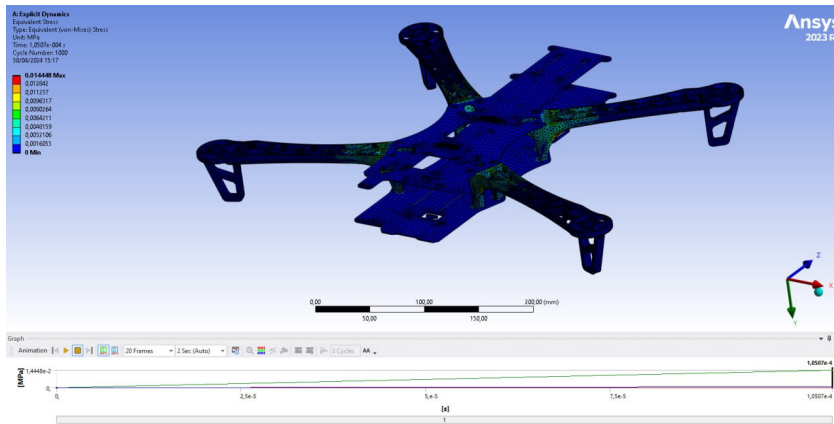 A: Explicit Dynamics
Equivalent Stress
Type: Equivalent (von-Mises) Stress
Unit: MPa
Time: 1,0507e-004 s
Cycle Number: 1000
30/04/2024 15:17
0,014448 Max
0,012842
0,011237
0,0096317
0,0080264
0,0064211
0,0048159
0,0032106
0,0016053
0 Min
Ansys
2023 R
Z
X
Y
0,00 100,00 200,00 (mm)
50,00 150,00
Graph
Animation 20 Frames 2 Sec (Auto) 3 Cycles AA
1,0507e-4
[MPa]
1,4448e-2
0,
0, 2,5e-5 5,e-5 7,5e-5 1,0507e-4
[s]
1